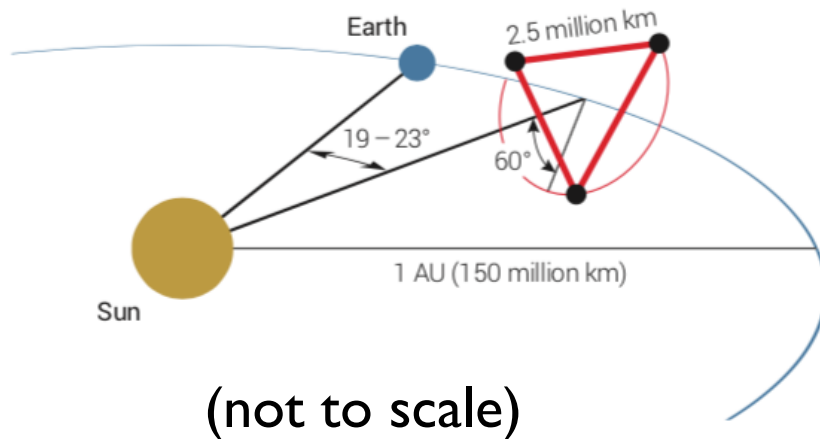 2.5 million km
Earth
19 – 23°
60°
1 AU (150 million km)
Sun
(not to scale)